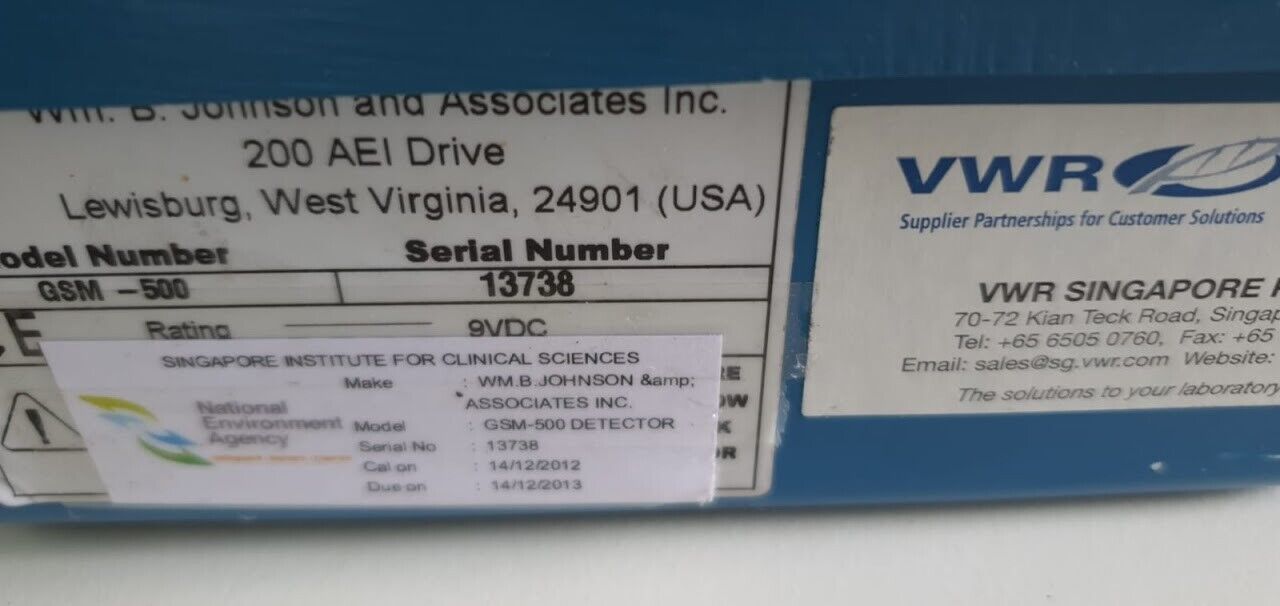 Wm. B. Johnson and Associates Inc.
200 AEI Drive
Lewisburg, West Virginia, 24901 (USA)
odel Number Serial Number
GSM -500 13738
CE Rating 9VDC
SINGAPORE INSTITUTE FOR CLINICAL SCIENCES
Make : WM.B.JOHNSON &amp;
ASSOCIATES INC.
Model : GSM-500 DETECTOR
Serial No : 13738
Cal on : 14/12/2012
Due on : 14/12/2013
National
Environment
Agency
RE
OW
K
OR
VWR
Supplier Partnerships for Customer Solutions
VWR SINGAPORE
70-72 Kian Teck Road, Singap
Tel: +65 6505 0760, Fax: +65
Email: sales@sg.vwr.com Website:
The solutions to your laboratory